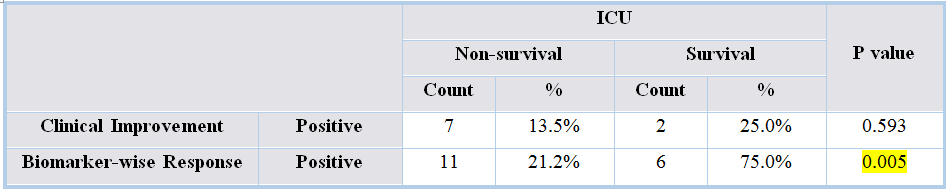 ICU
P value
Non-survival Survival
Count % Count %
Clinical Improvement Positive 7 13.5% 2 25.0% 0.593
Biomarker-wise Response Positive 11 21.2% 6 75.0% 0.005